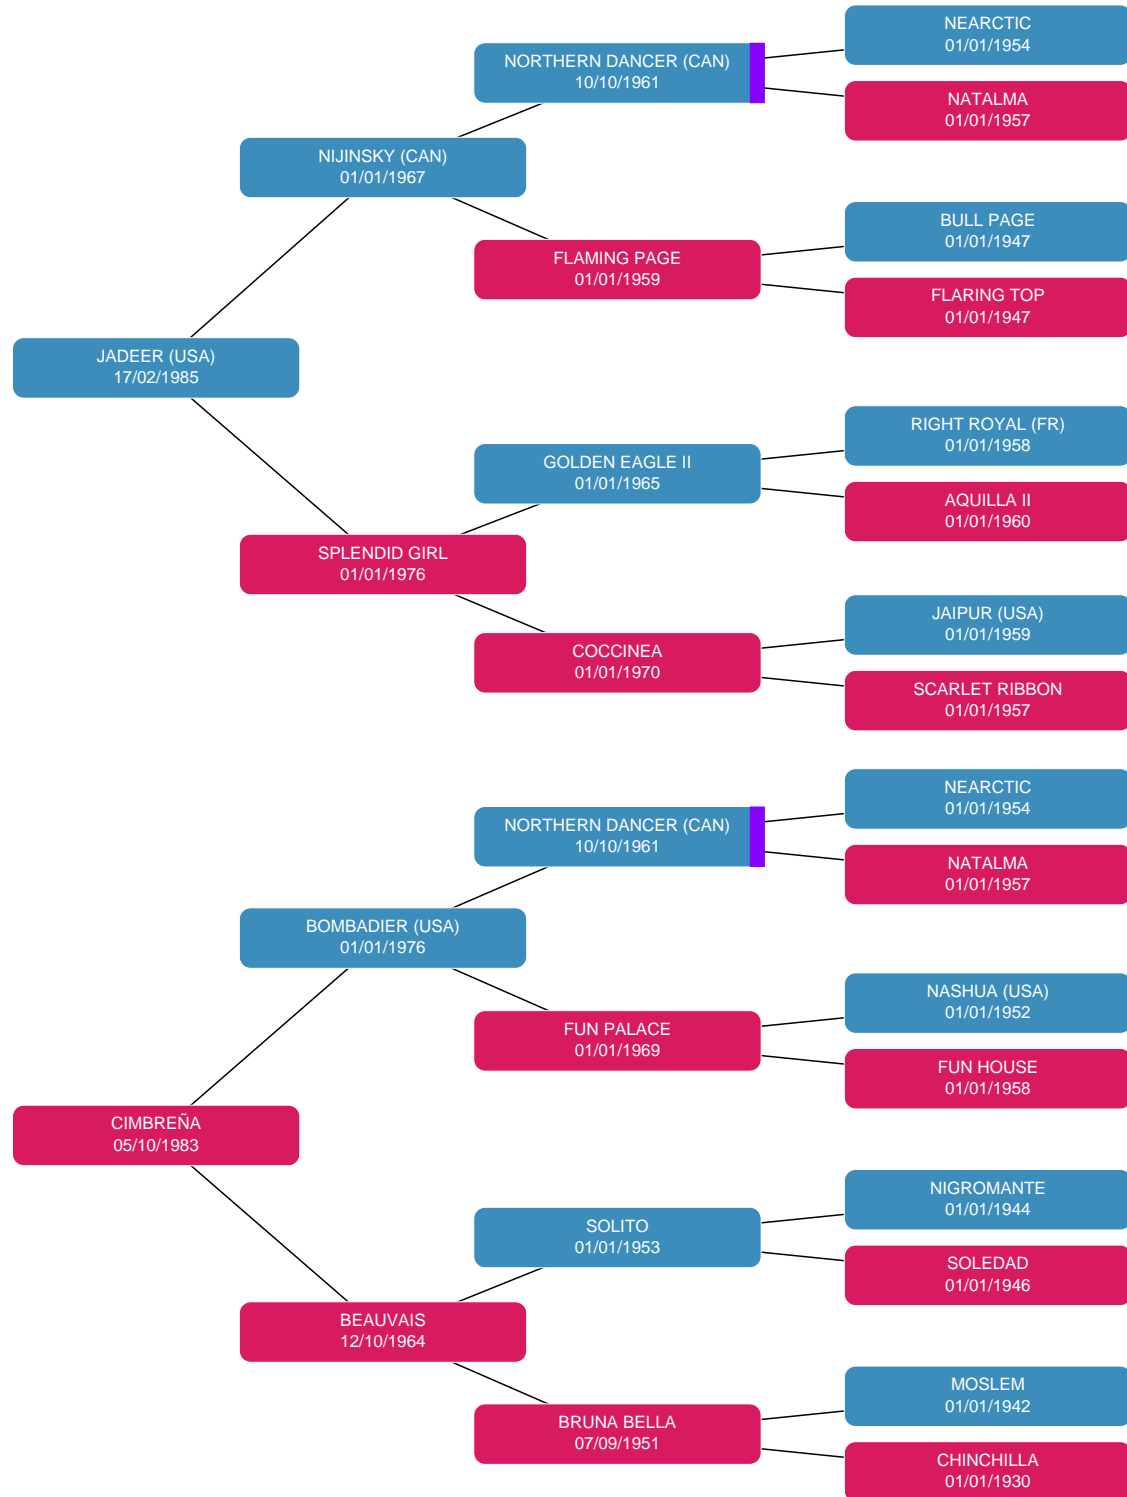 NEARCTIC
01/01/1954
NORTHERN DANCER (CAN)
10/10/1961
NATALMA
01/01/1957
NIJINSKY (CAN)
01/01/1967
BULL PAGE
01/01/1947
FLAMING PAGE
01/01/1959
FLARING TOP
01/01/1947
JADEER (USA)
17/02/1985
RIGHT ROYAL (FR)
01/01/1958
GOLDEN EAGLE II
01/01/1965
AQUILLA II
01/01/1960
SPLENDID GIRL
01/01/1976
JAIPUR (USA)
01/01/1959
COCCINEA
01/01/1970
SCARLET RIBBON
01/01/1957
NEARCTIC
01/01/1954
NORTHERN DANCER (CAN)
10/10/1961
NATALMA
01/01/1957
BOMBADIER (USA)
01/01/1976
NASHUA (USA)
01/01/1952
FUN PALACE
01/01/1969
FUN HOUSE
01/01/1958
CIMBREÑA
05/10/1983
NIGROMANTE
01/01/1944
SOLITO
01/01/1953
SOLEDAD
01/01/1946
BEAUVAIS
12/10/1964
MOSLEM
01/01/1942
BRUNA BELLA
07/09/1951
CHINCHILLA
01/01/1930